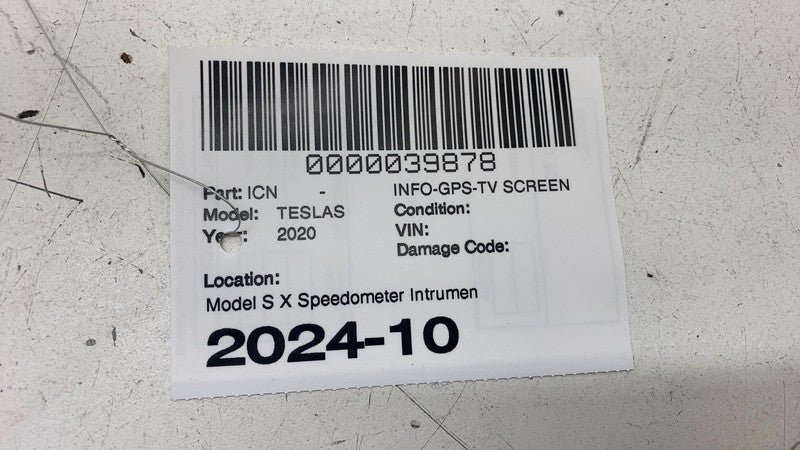 0000039878
Part: ICN - INFO-GPS-TV SCREEN
Model: TESLAS Condition:
Year: 2020 VIN:
Damage Code:
Location:
Model S X Speedometer Intrumen
2024-10